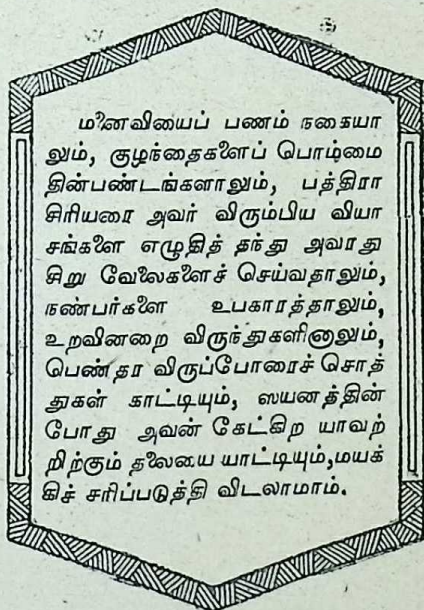 மனைவியைப் பணம் நகையா
லும், குழந்தைகளைப் பொம்மை
தின்பண்டங்களாலும், பத்திரா
சிரியரை அவர் விரும்பிய வியா
சங்களை எழுதித் தந்து அவரது
சிறு வேலைகளைச் செய்வதாலும்,
நண்பர்களை உபகாரத்தாலும்,
உறவினறை விருந்துகளினாலும்,
பெண்தர விருப்போரைச் சொத்
துகள் காட்டியும், ஸயனத்தின்
போது அவன் கேட்கிற யாவற்
றிற்கும் தலையை யாட்டியும்,மயக்
கிச் சரிப்படுத்தி விடலாமாம்.